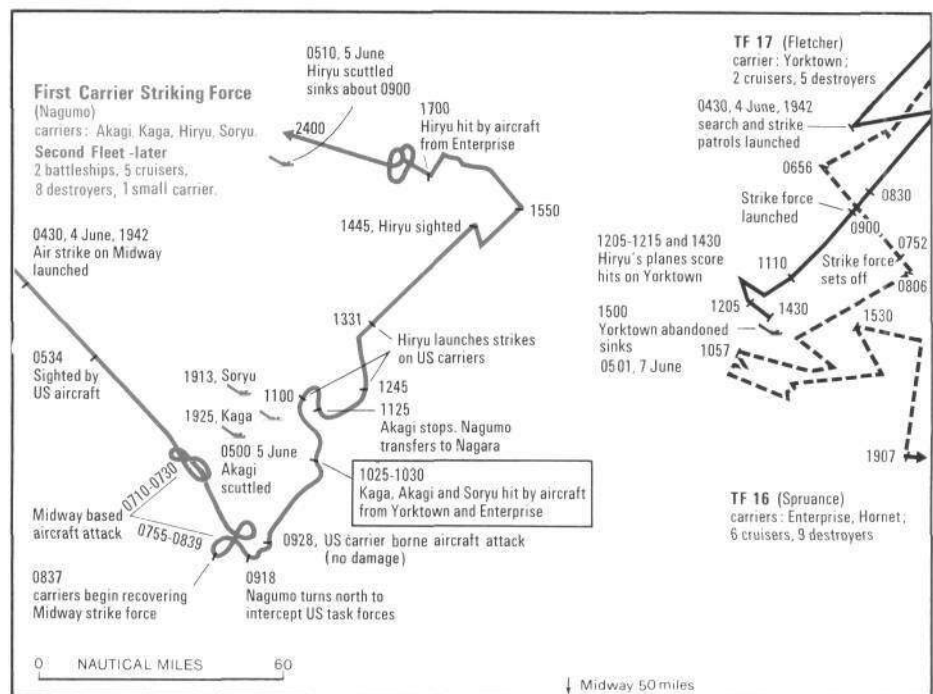 First Carrier Striking Force
(Nagumo)
carriers: Akagi, Kaga, Hiryu, Soryu.
Second Fleet -later
2 battleships, 5 cruisers,
8 destroyers, 1 small carrier.
0510, 5 June
Hiryu scuttled
sinks about 0900
2400
1700
Hiryu hit by aircraft
from Enterprise
1550
1445, Hiryu sighted
0430, 4 June, 1942
Air strike on Midway
launched
0534
Sighted by
US aircraft
1331
Hiryu launches strikes
on US carriers
1913, Soryu
1925, Kaga
1100
1245
1125
Akagi stops. Nagumo
transfers to Nagara
0500 5 June
Akagi
scuttled
1025-1030
Kaga, Akagi and Soryu hit by aircraft
from Yorktown and Enterprise
0710-0730
Midway based
aircraft attack
0755-0839
0928, US carrier borne aircraft attack
(no damage)
0837
carriers begin recovering
Midway strike force
0918
Nagumo turns north to
intercept US task forces
TF 17 (Fletcher)
carrier: Yorktown;
2 cruisers, 5 destroyers
0430, 4 June, 1942
search and strike
patrols launched
0656
0830
Strike force
launched
0900
0752
Strike force
sets off
0806
1205-1215 and 1430
Hiryu's planes score
hits on Yorktown
1110
1205
1430
1500
Yorktown abandoned
sinks
0501, 7 June
1057
1530
1907
TF 16 (Spruance)
carriers: Enterprise, Hornet;
6 cruisers, 9 destroyers
0 NAUTICAL MILES 60
↓ Midway 50 miles